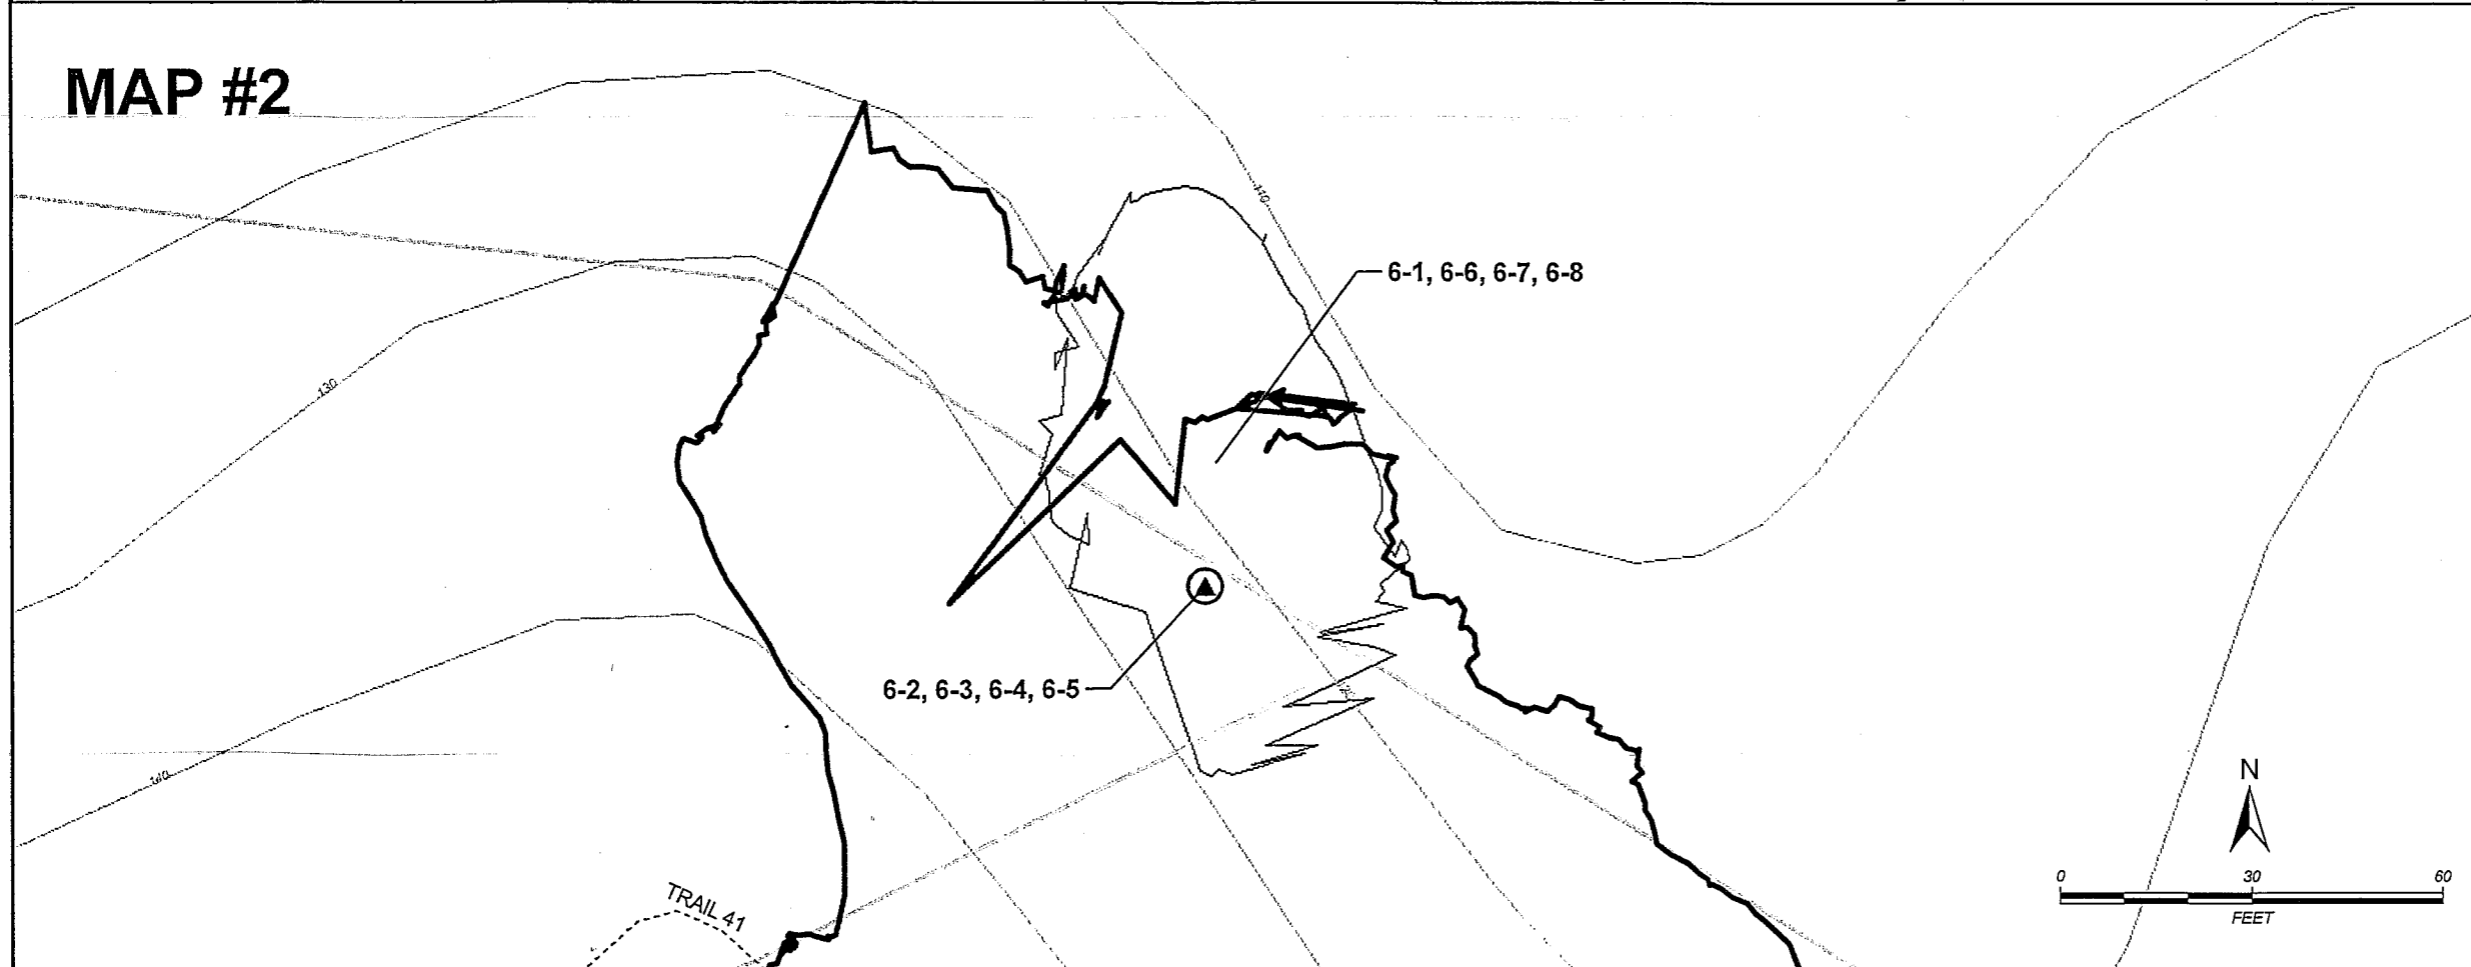 MAP #2
110
6-1, 6-6, 6-7, 6-8
130
6-2, 6-3, 6-4, 6-5
N
0 30 60
FEET
TRAIL 41